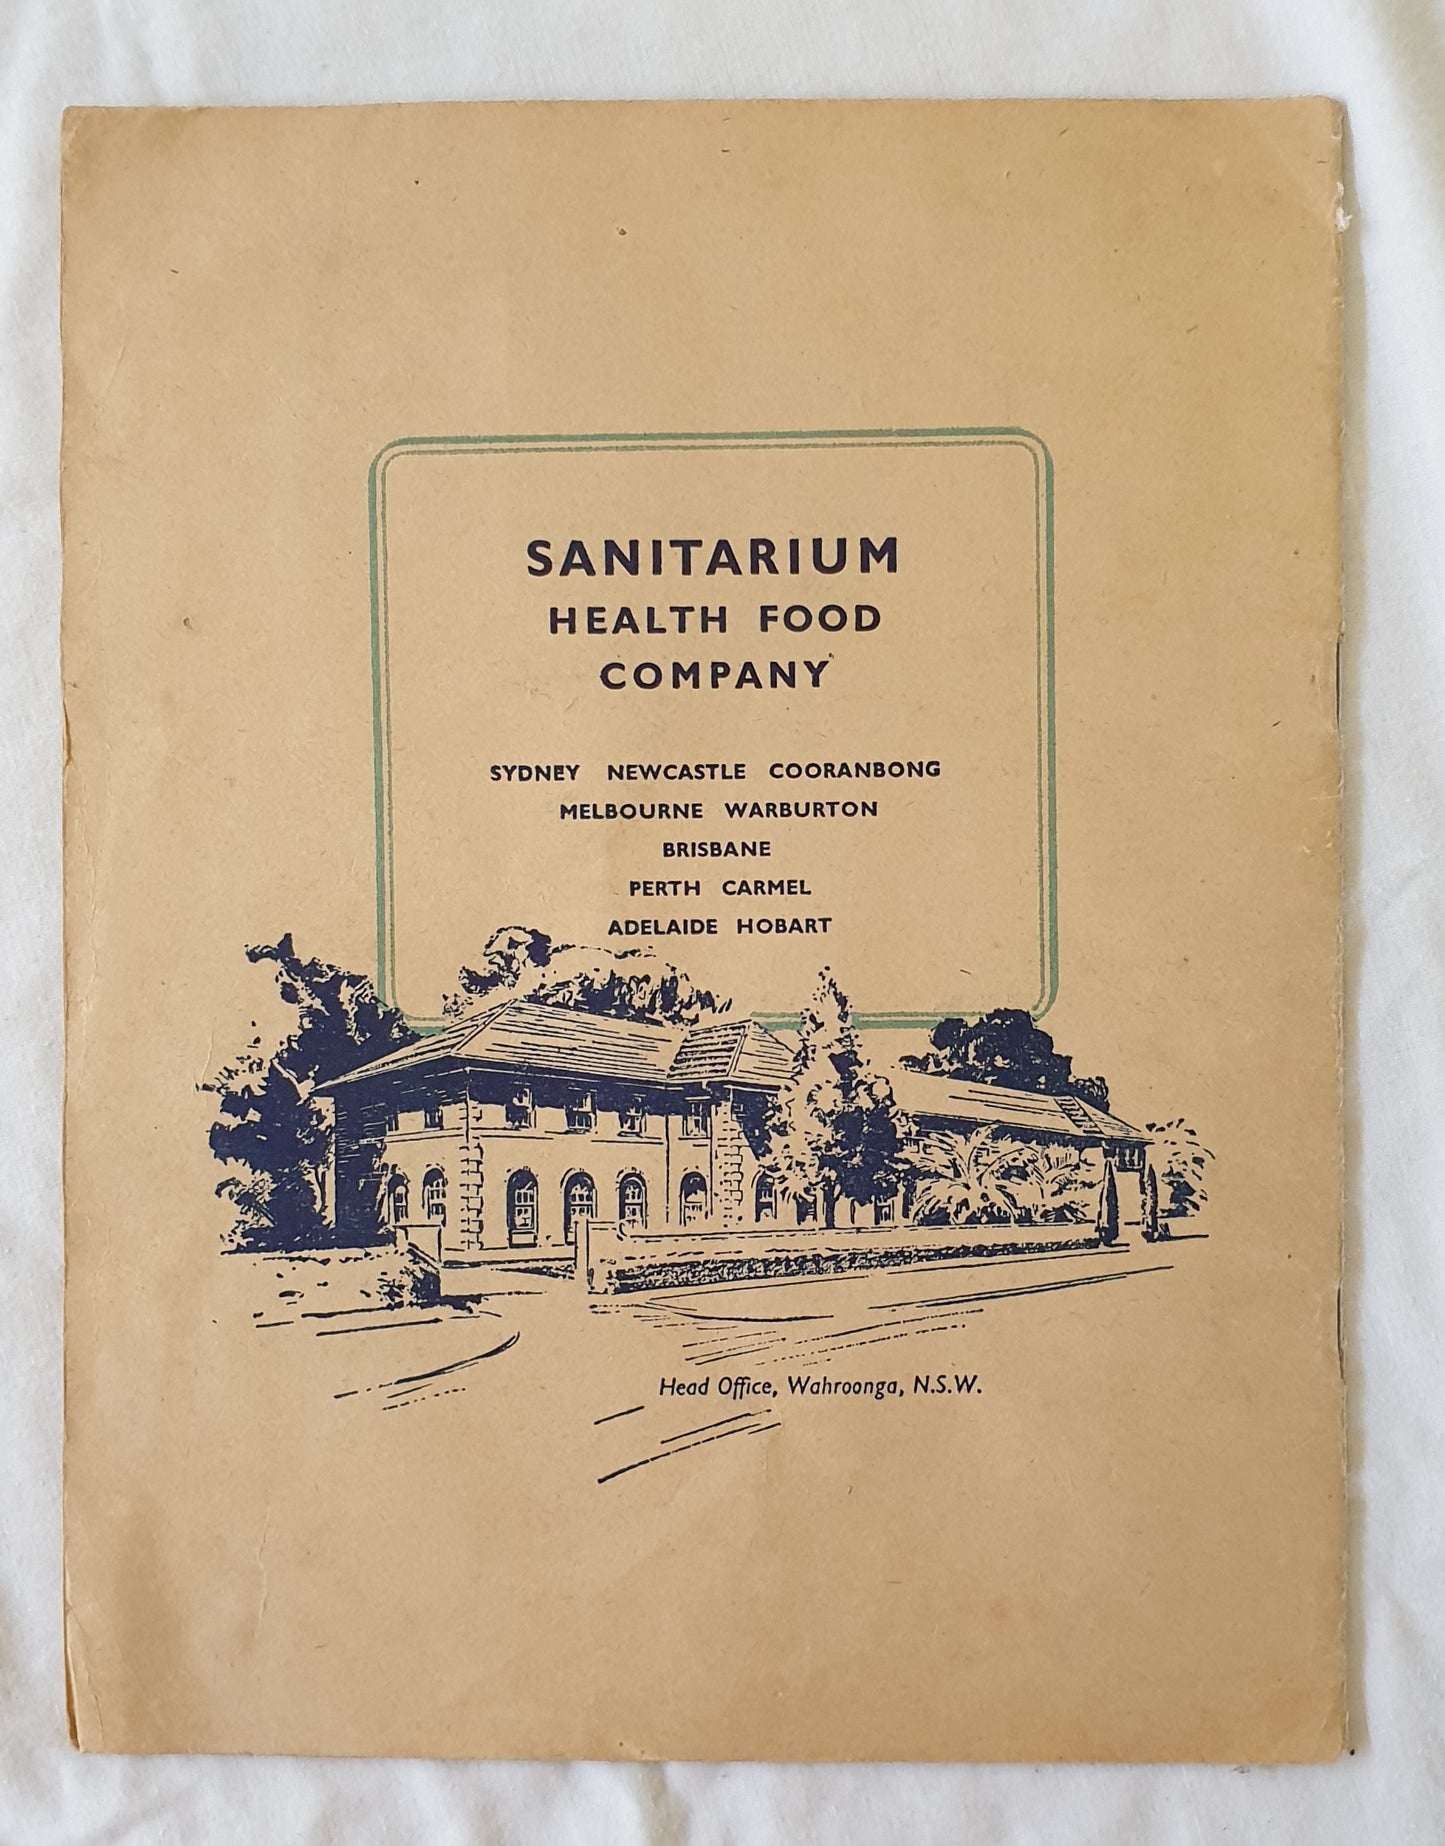 SANITARIUM
HEALTH FOOD
COMPANY
SYDNEY NEWCASTLE COORANBONG
MELBOURNE WARBURTON
BRISBANE
PERTH CARMEL
ADELAIDE HOBART
Head Office, Wahroonga, N.S.W.